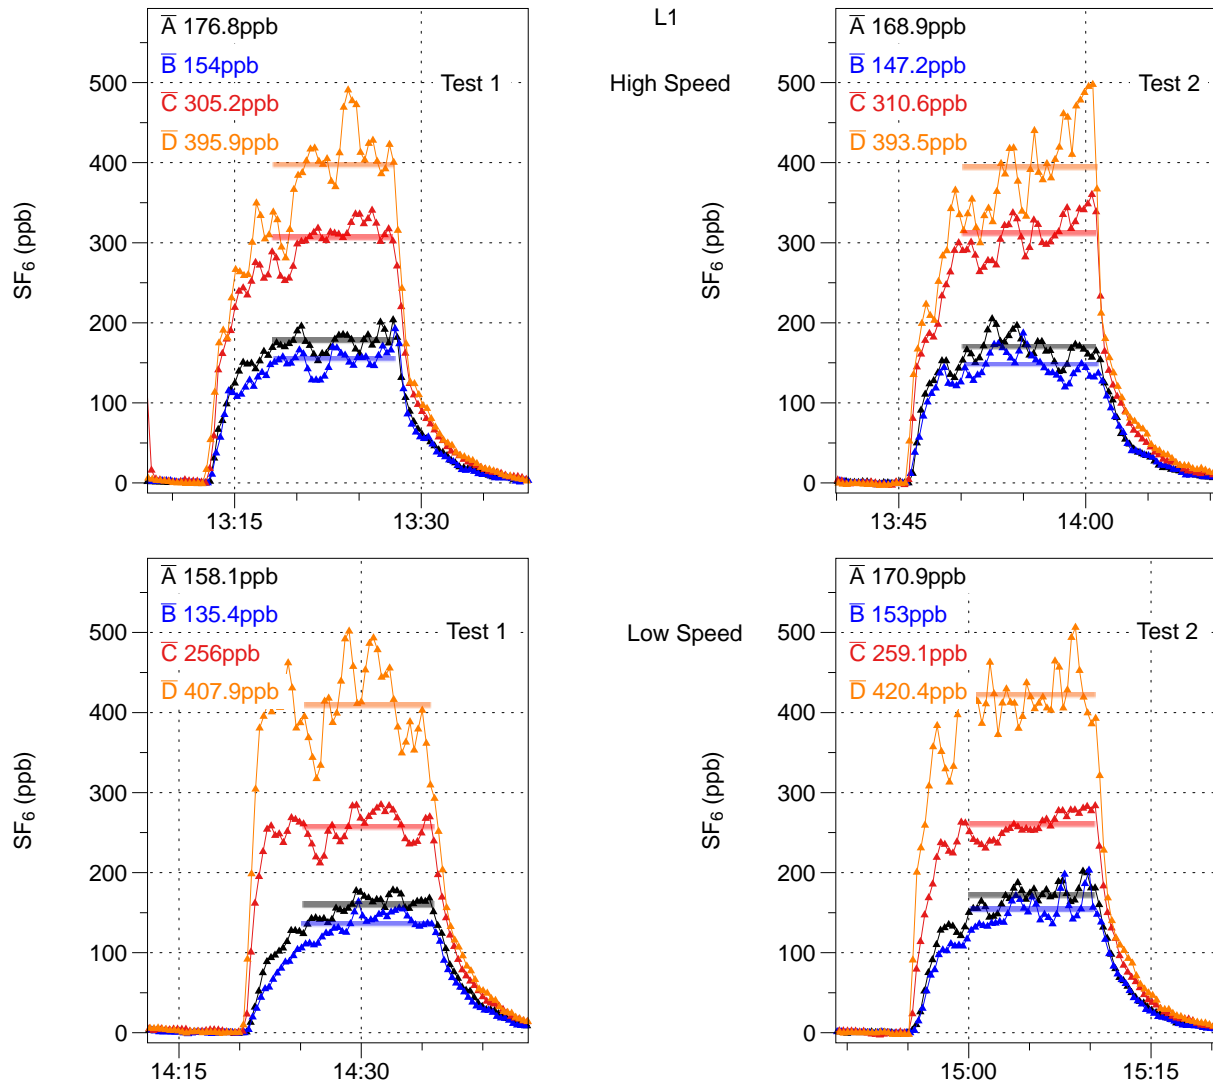 L1
High Speed
A̅ 176.8ppb
B̅ 154ppb
C̅ 305.2ppb
D̅ 395.9ppb
Test 1
SF₆ (ppb)
500
400
300
200
100
0
13:15 13:30
A̅ 168.9ppb
B̅ 147.2ppb
C̅ 310.6ppb
D̅ 393.5ppb
Test 2
SF₆ (ppb)
500
400
300
200
100
0
13:45 14:00
Low Speed
A̅ 158.1ppb
B̅ 135.4ppb
C̅ 256ppb
D̅ 407.9ppb
Test 1
SF₆ (ppb)
500
400
300
200
100
0
14:15 14:30
A̅ 170.9ppb
B̅ 153ppb
C̅ 259.1ppb
D̅ 420.4ppb
Test 2
SF₆ (ppb)
500
400
300
200
100
0
15:00 15:15